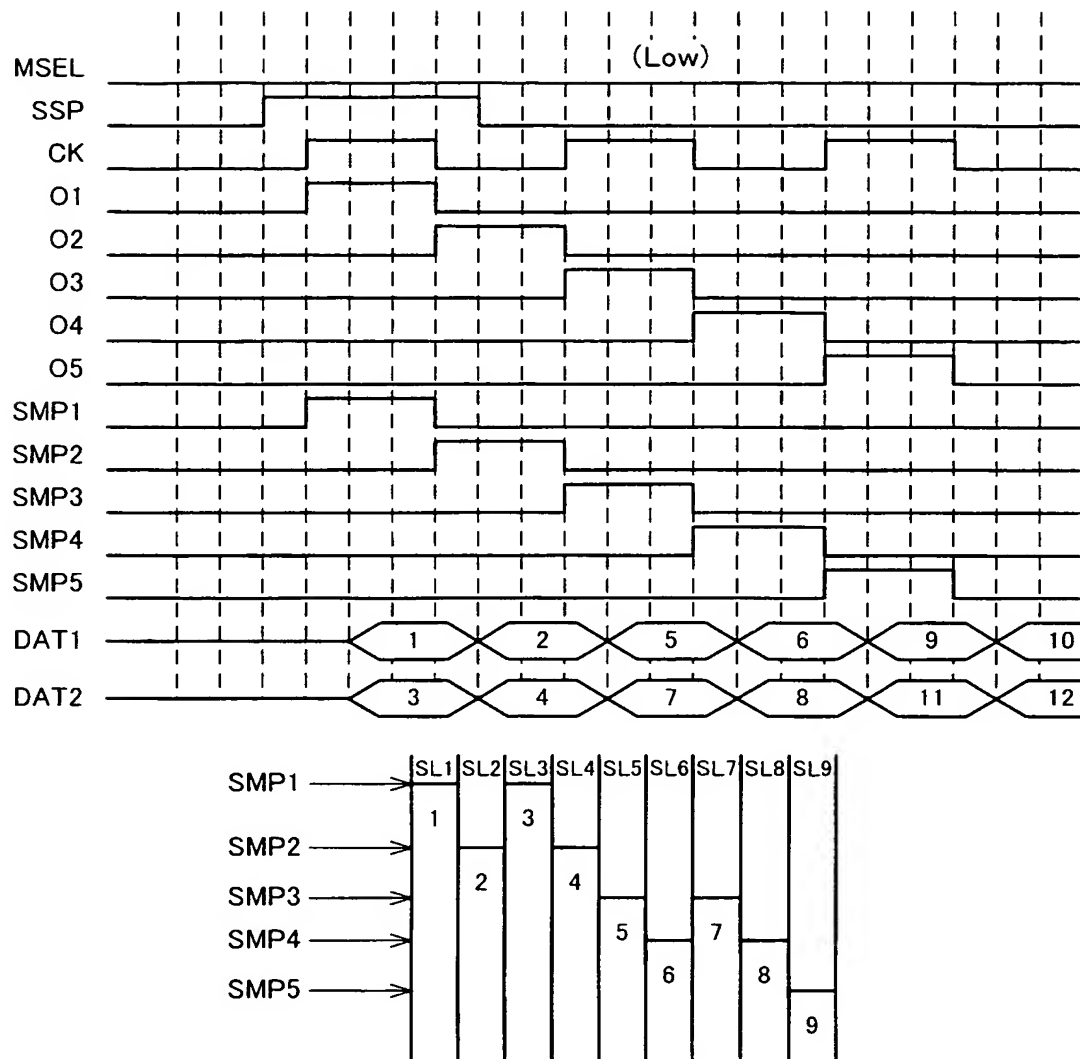 (Low)
MSEL
SSP
CK
O1
O2
O3
O4
O5
SMP1
SMP2
SMP3
SMP4
SMP5
DAT1 1 2 5 6 9 10
DAT2 3 4 7 8 11 12
SL1 SL2 SL3 SL4 SL5 SL6 SL7 SL8 SL9
SMP1
1 3
SMP2
2 4
SMP3
5 7
SMP4
6 8
SMP5
9